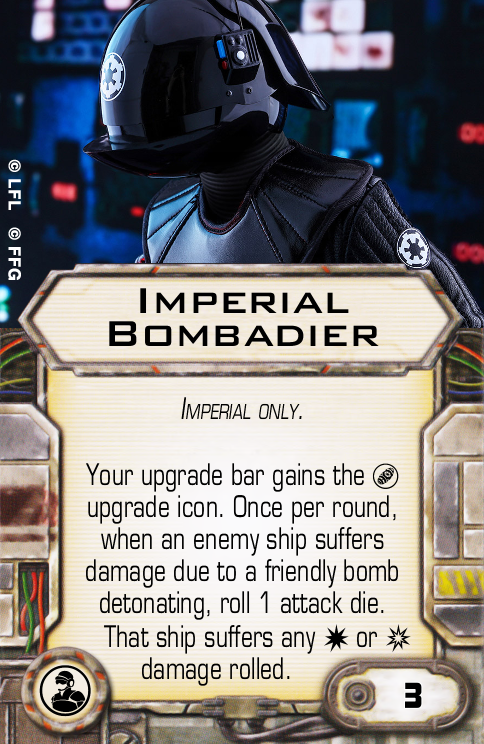 © LFL © FFG
IMPERIAL
BOMBADIER
IMPERIAL ONLY.
Your upgrade bar gains the
upgrade icon. Once per round,
when an enemy ship suffers
damage due to a friendly bomb
detonating, roll 1 attack die.
That ship suffers any or
damage rolled.
3